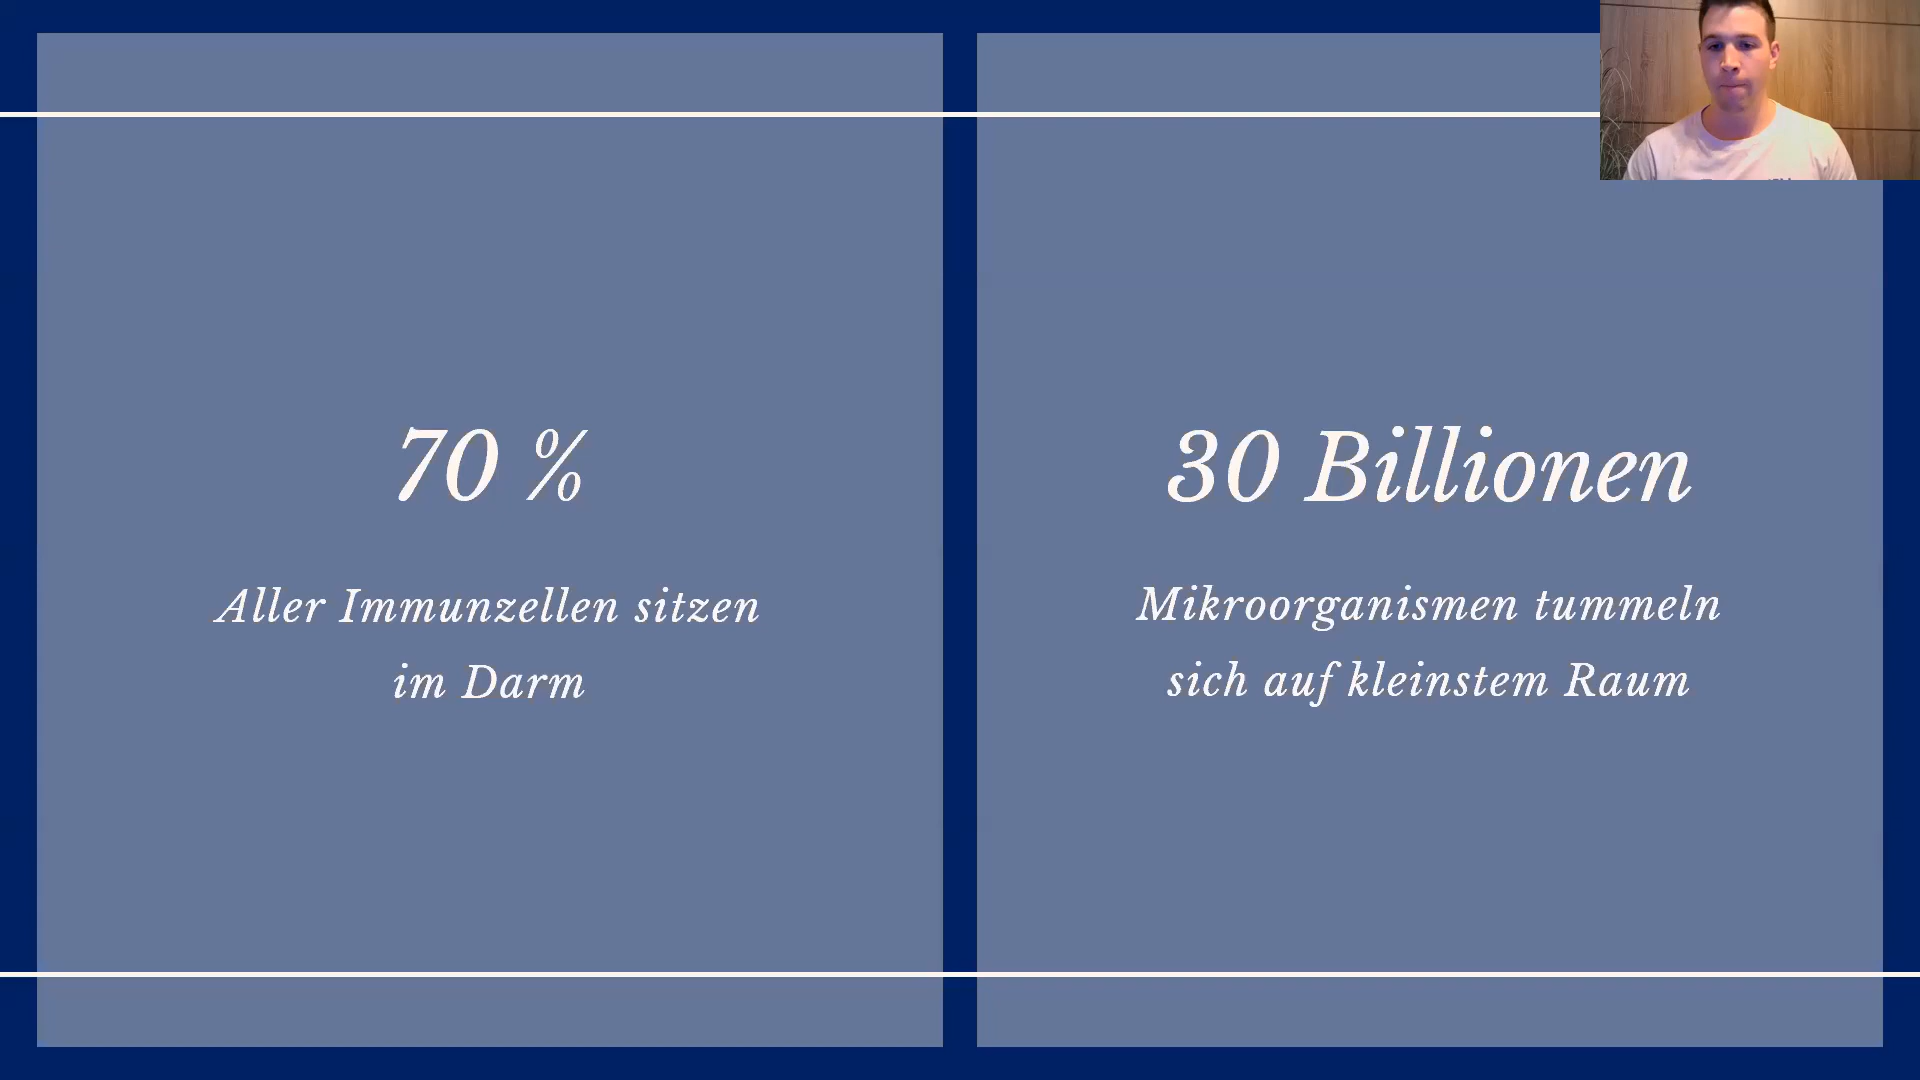 70 %
Aller Immunzellen sitzen
im Darm
30 Billionen
Mikroorganismen tummeln
sich auf kleinstem Raum